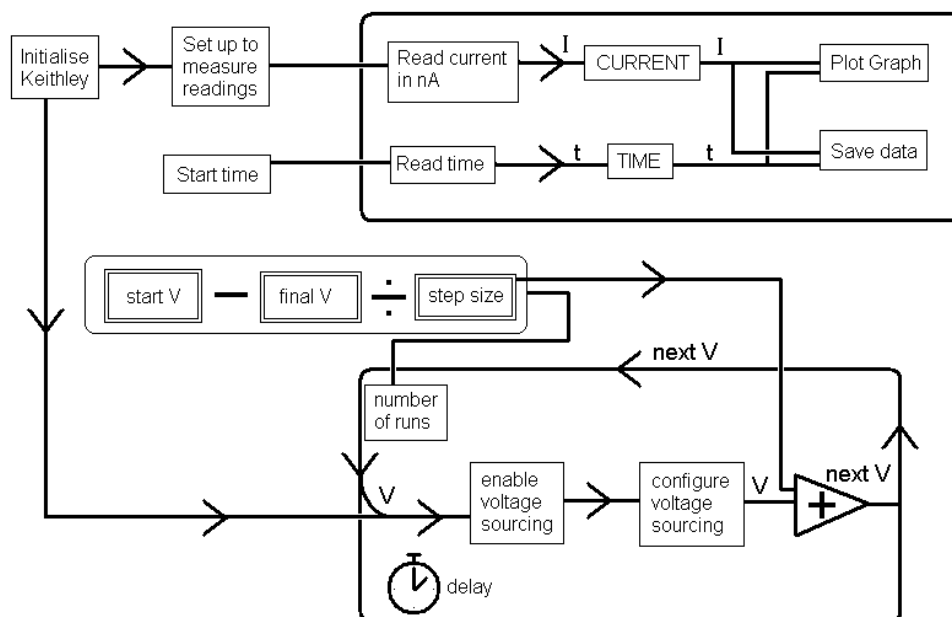 Initialise
Keithley
Set up to
measure
readings
Read current
in nA
I
CURRENT
I
Plot Graph
Start time
Read time
t
TIME
t
Save data
start V
−
final V
÷
step size
next V
number
of runs
V
enable
voltage
sourcing
configure
voltage
sourcing
V
+
next V
delay